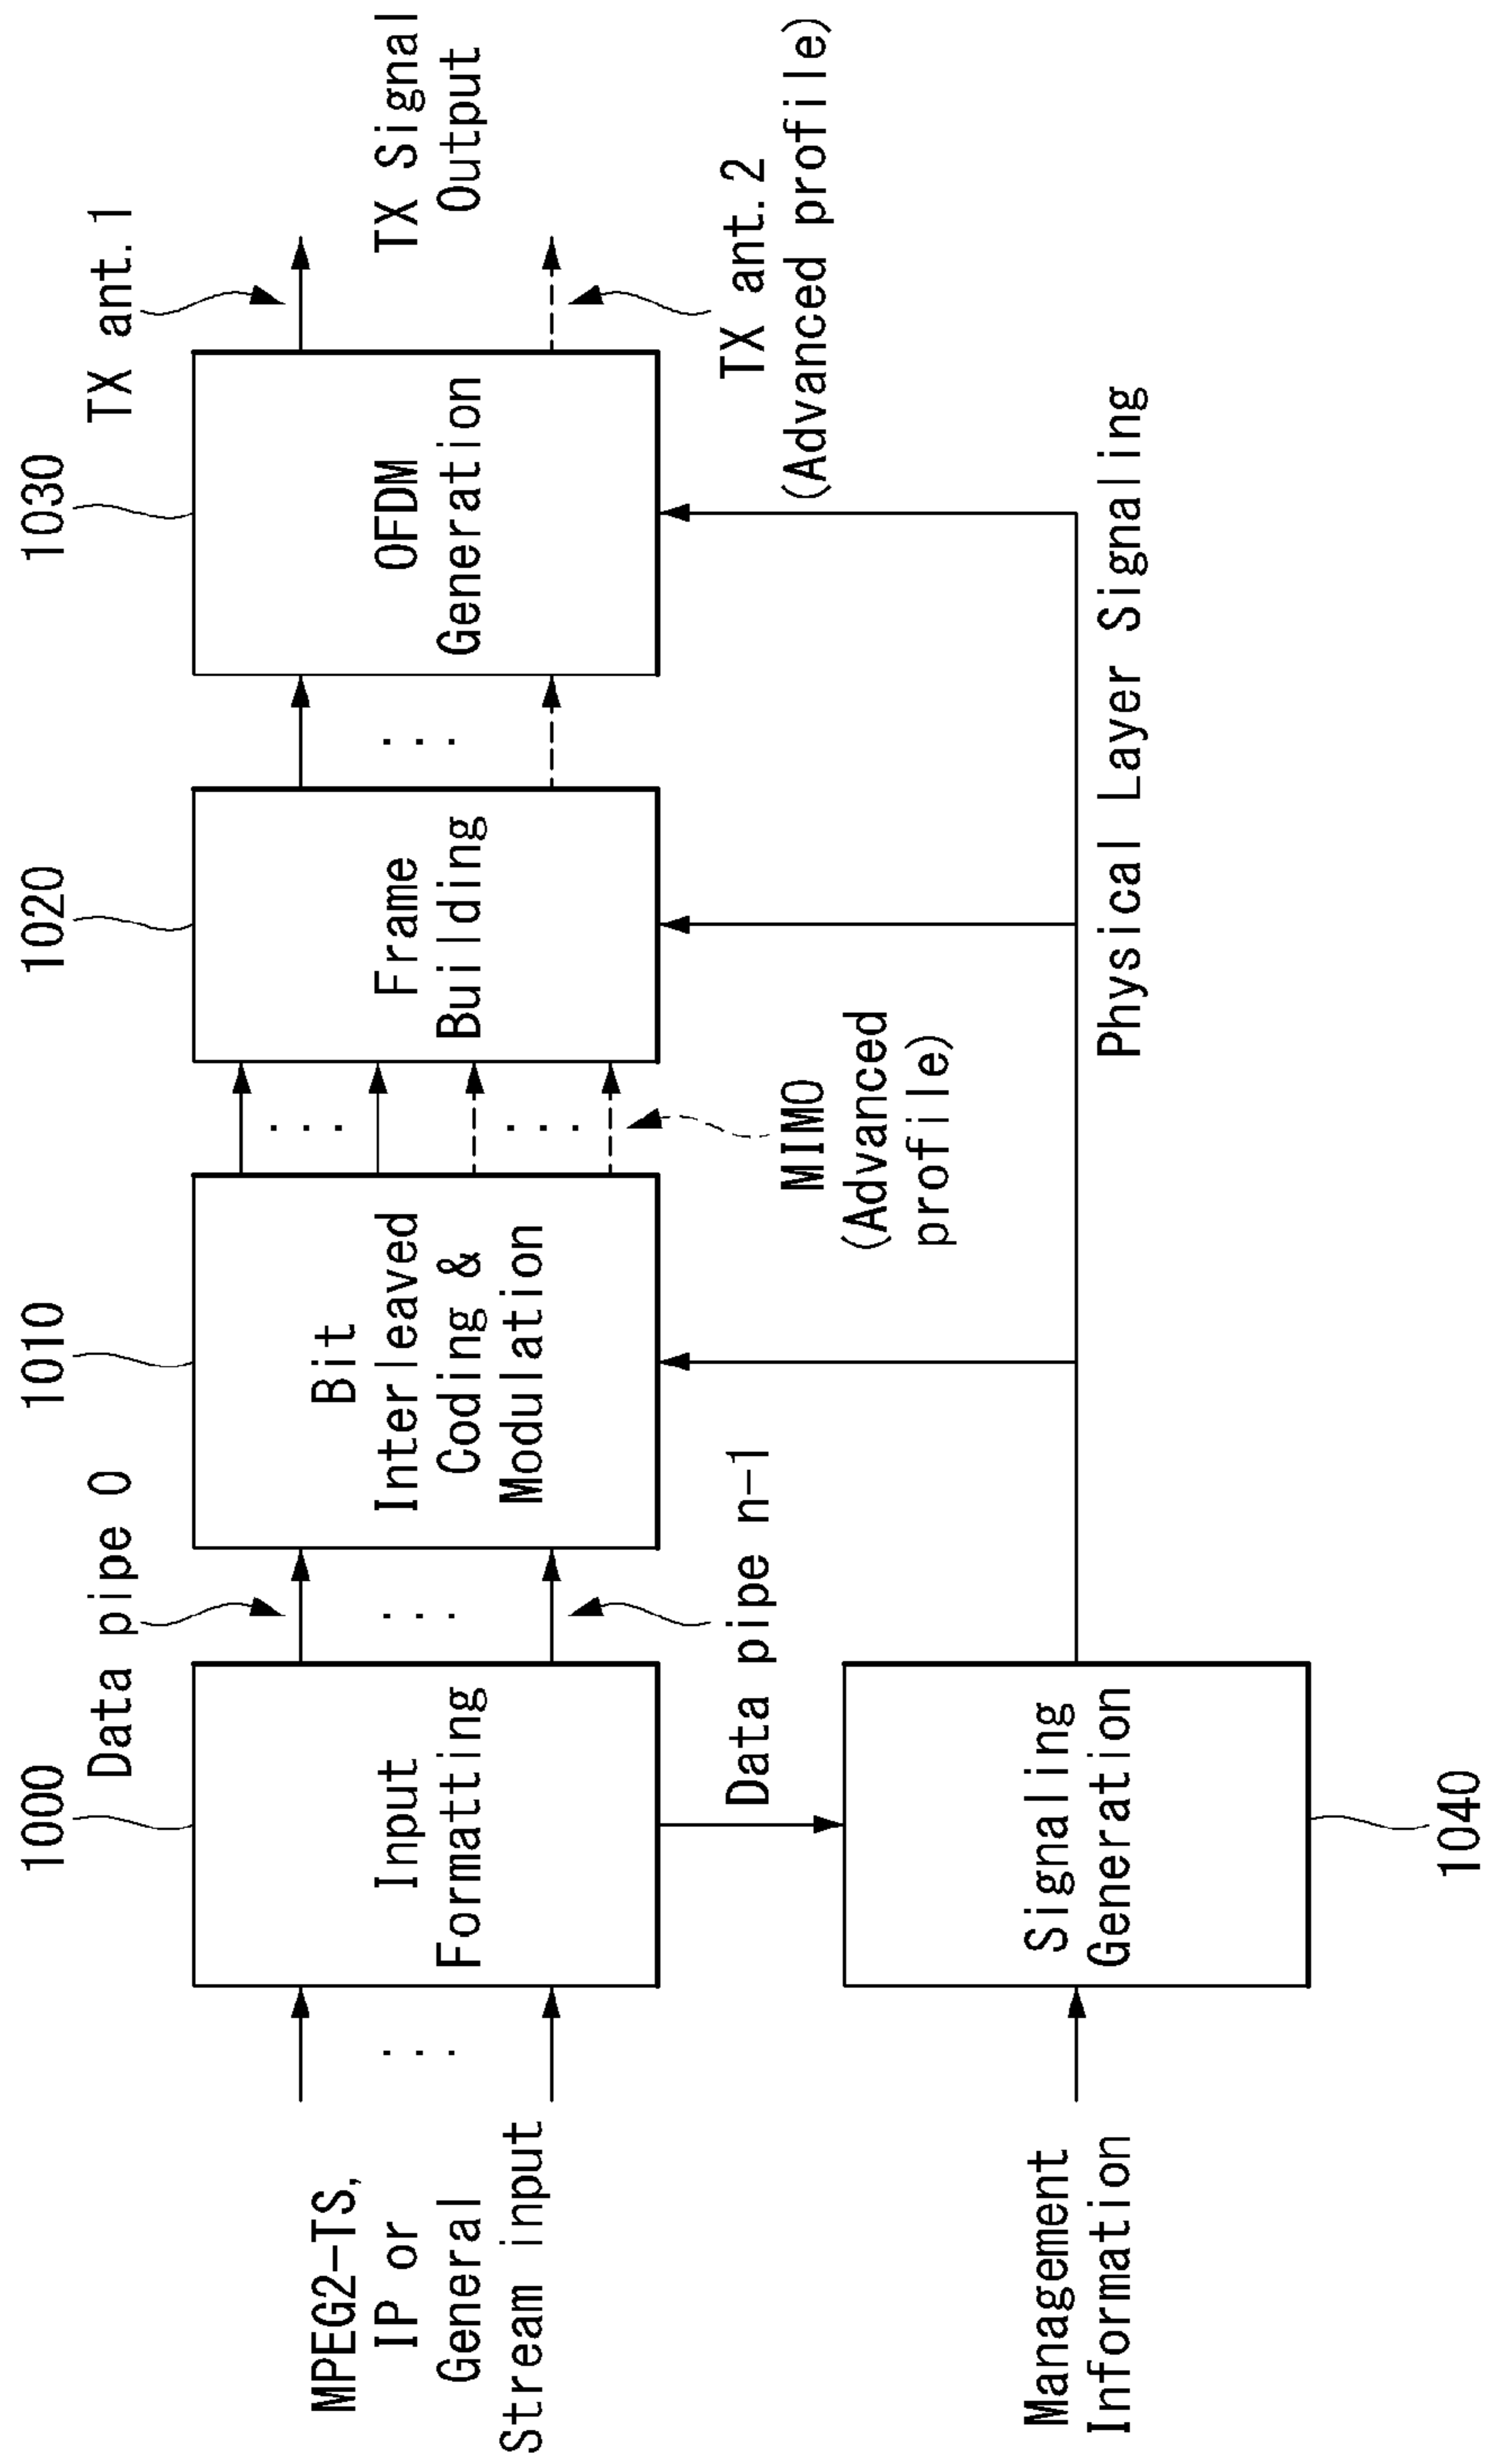 1000
1010
1020
1030
Data pipe 0
TX ant.1
MPEG2-TS,
IP or
General
Stream input
Input
Formatting
Bit
Interleaved
Coding &
Modulation
Frame
Building
OFDM
Generation
TX Signal
Output
Data pipe n-1
MIMO
(Advanced
profile)
TX ant.2
(Advanced profile)
Management
Information
Signaling
Generation
Physical Layer Signaling
1040